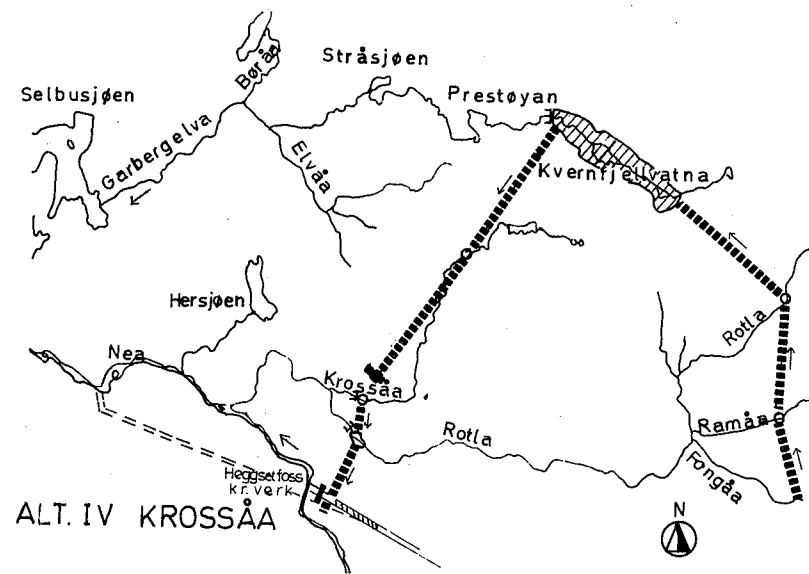 Børåa
Stråsjøen
Selbusjøen
Prestøyan
Garbergelva
Elvåa
Kvernfjellvatna
Hersjøen
Rotla
Nea
Krossåa
Ramåa
Rotla
Fongåa
Heggsetfoss
kr. verk
N
ALT. IV KROSSÅA